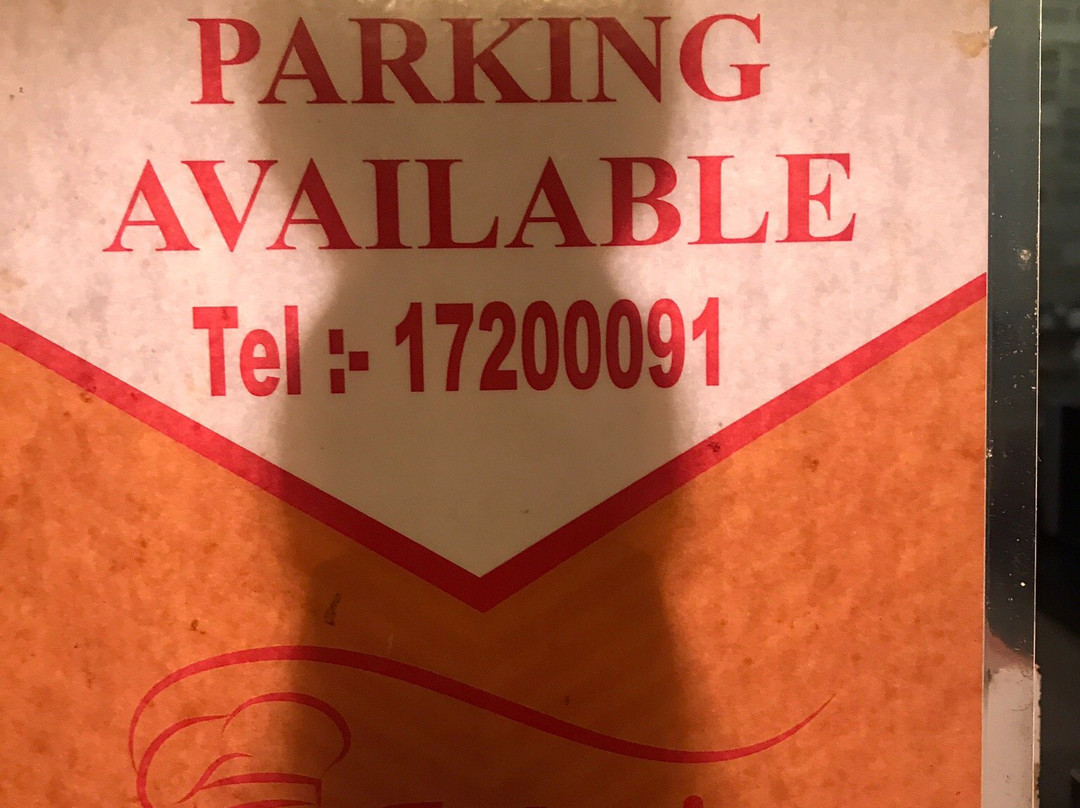 PARKING
AVAILABLE
Tel :- 17200091